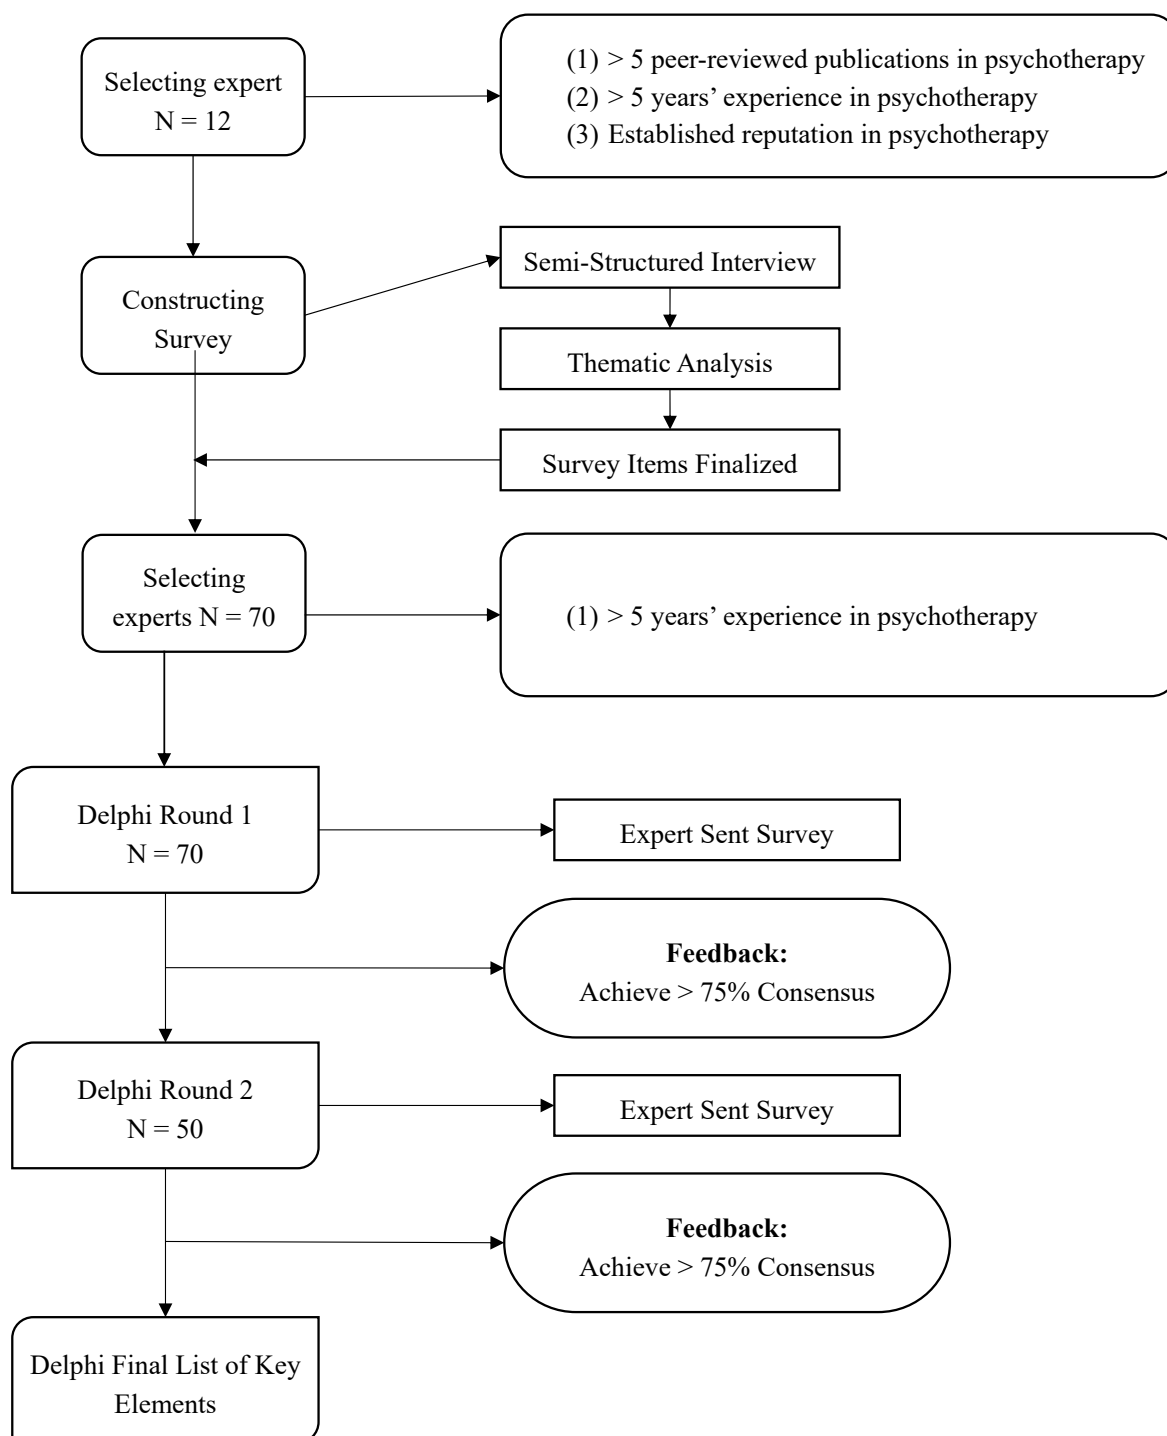 Selecting expert
N = 12
(1) > 5 peer-reviewed publications in psychotherapy
(2) > 5 years’ experience in psychotherapy
(3) Established reputation in psychotherapy
Constructing
Survey
Semi-Structured Interview
Thematic Analysis
Survey Items Finalized
Selecting
experts N = 70
(1) > 5 years’ experience in psychotherapy
Delphi Round 1
N = 70
Expert Sent Survey
Feedback:
Achieve > 75% Consensus
Delphi Round 2
N = 50
Expert Sent Survey
Feedback:
Achieve > 75% Consensus
Delphi Final List of Key
Elements